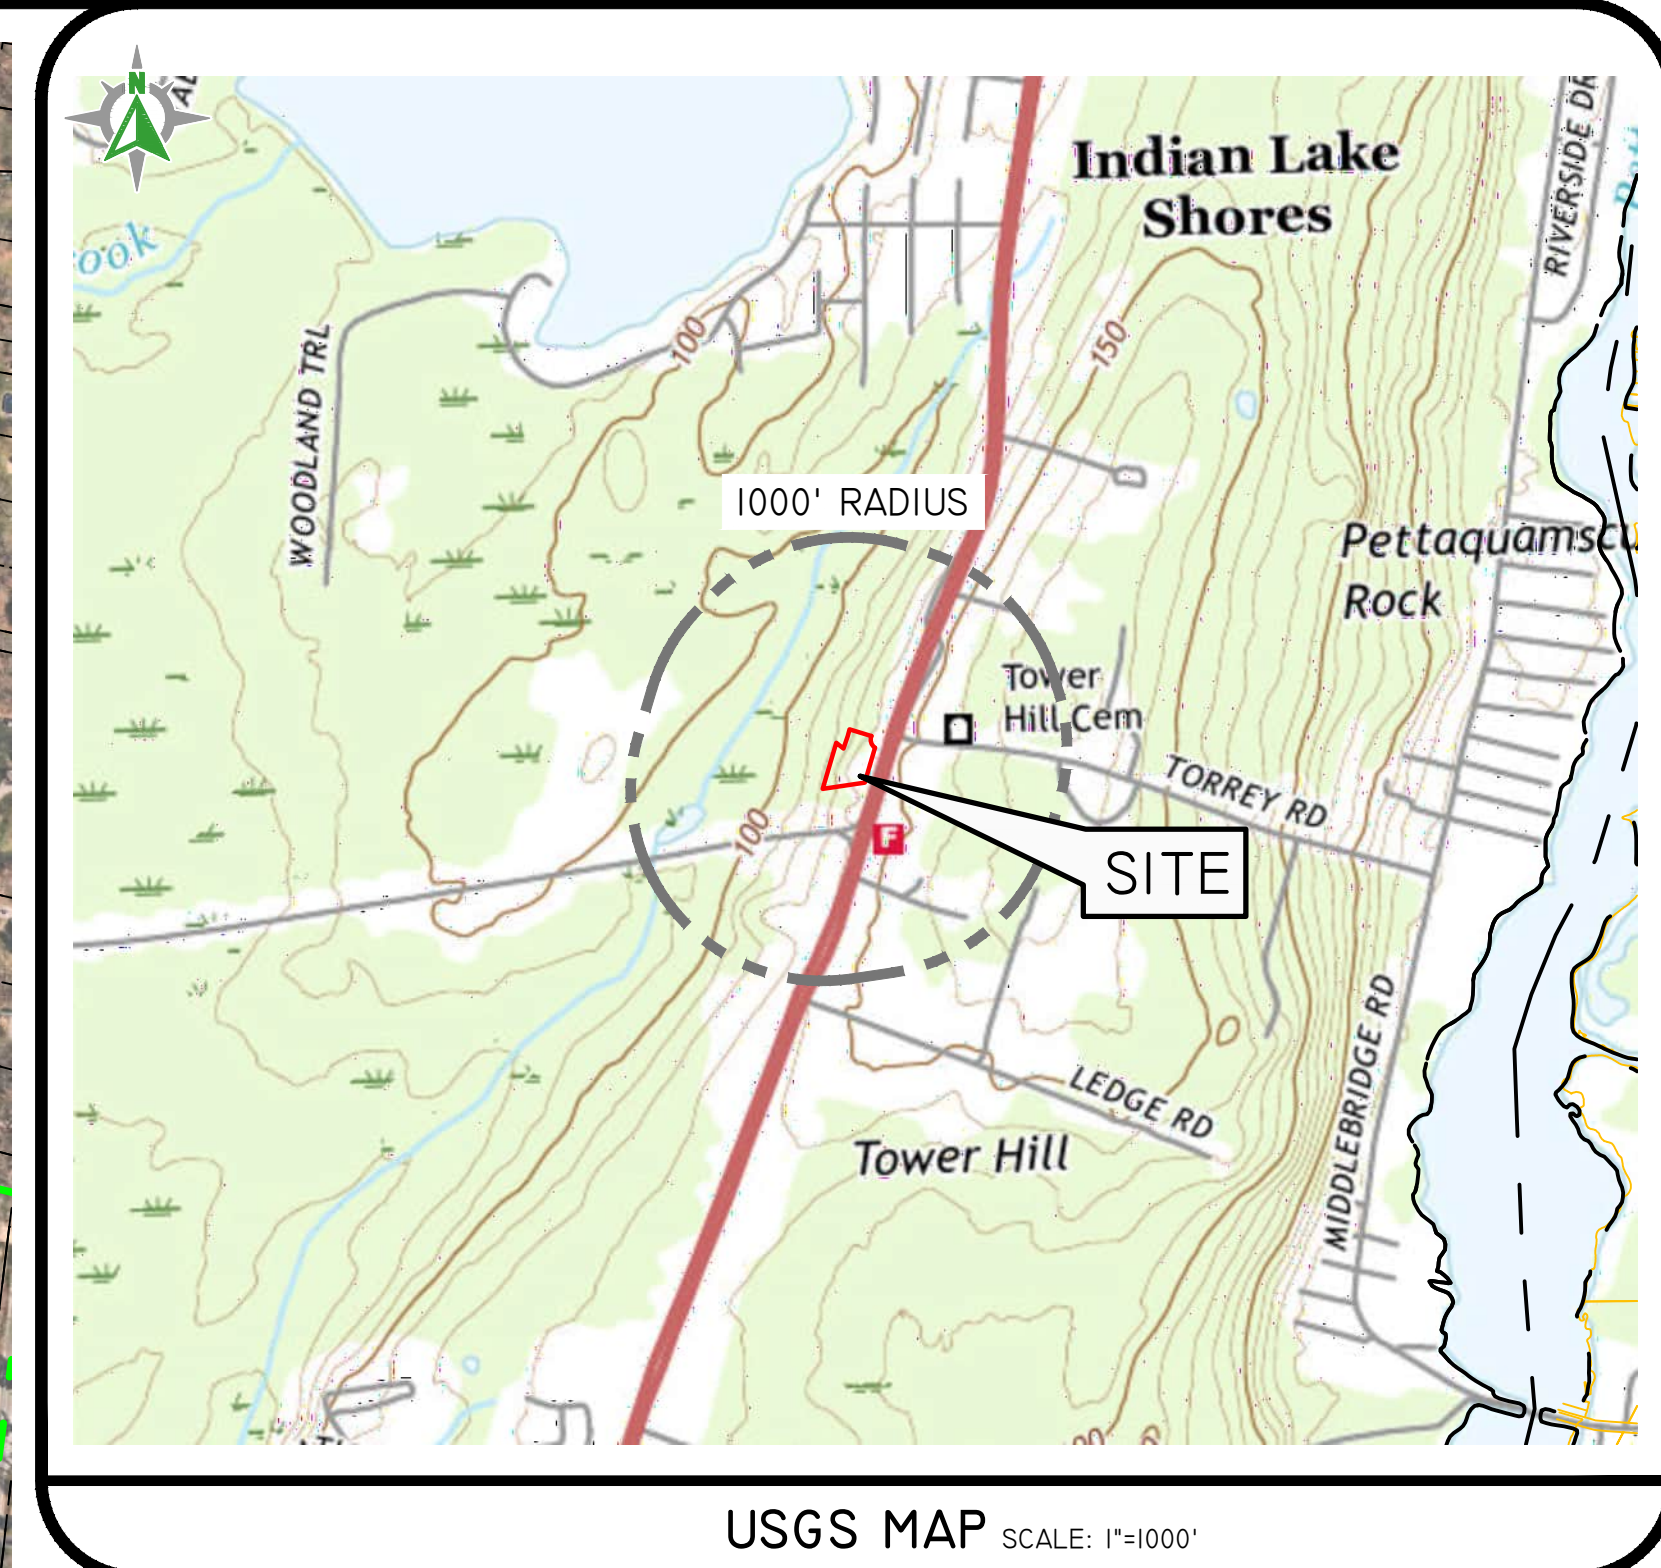 N
Indian Lake
Shores
RIVERSIDE DR
ook
100
150
WOODLAND TRL
1000' RADIUS
Pettaquamscu
Rock
Tower
Hill Cem
TORREY RD
100
F
SITE
MIDDLEBRIDGE RD
LEDGE RD
Tower Hill
USGS MAP SCALE: 1"=1000'